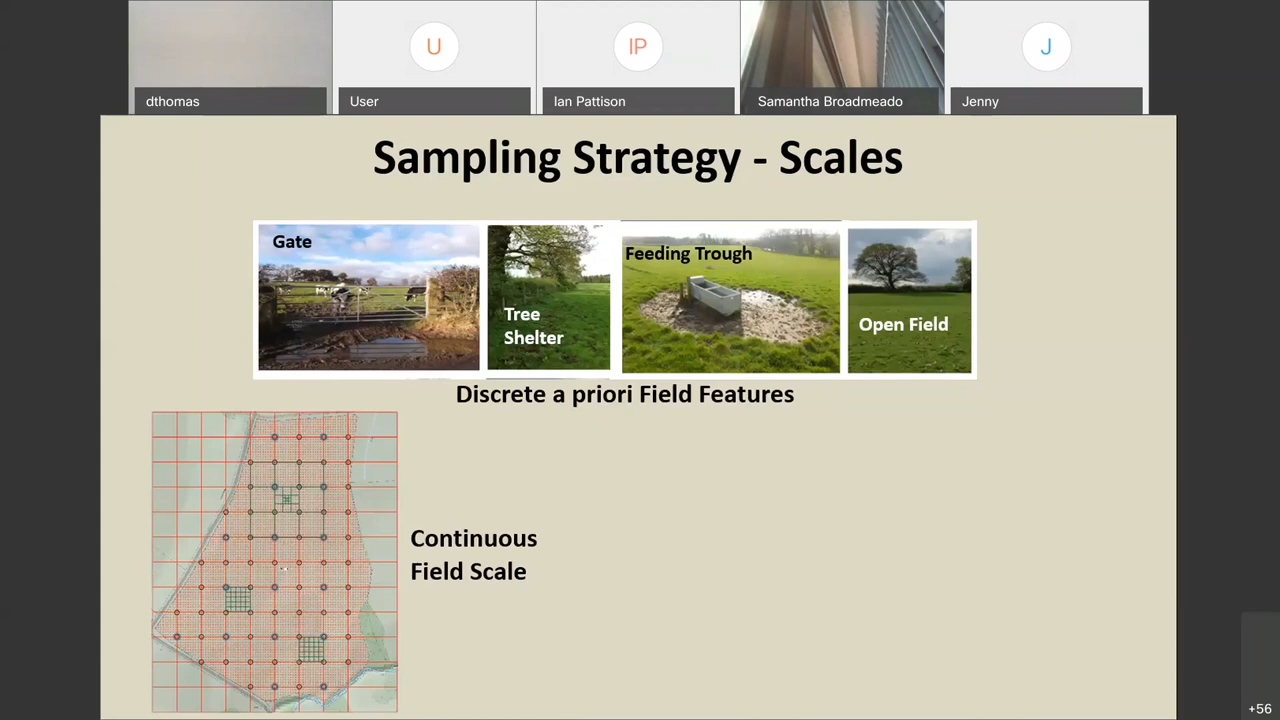 U
IP
J
dthomas
User
Ian Pattison
Samantha Broadmeado
Jenny
Sampling Strategy - Scales
Gate
Tree
Shelter
Feeding Trough
Open Field
Discrete a priori Field Features
Continuous
Field Scale
+56